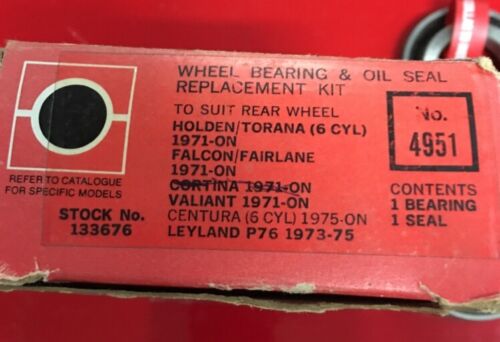 WHEEL BEARING & OIL SEAL
REPLACEMENT KIT
TO SUIT REAR WHEEL
HOLDEN/TORANA (6 CYL)
1971-ON
FALCON/FAIRLANE
1971-ON
CORTINA 1971-ON
VALIANT 1971-ON
CENTURA (6 CYL) 1975-ON
LEYLAND P76 1973-75
REFER TO CATALOGUE
FOR SPECIFIC MODELS
STOCK No.
133676
No.
4951
CONTENTS
1 BEARING
1 SEAL